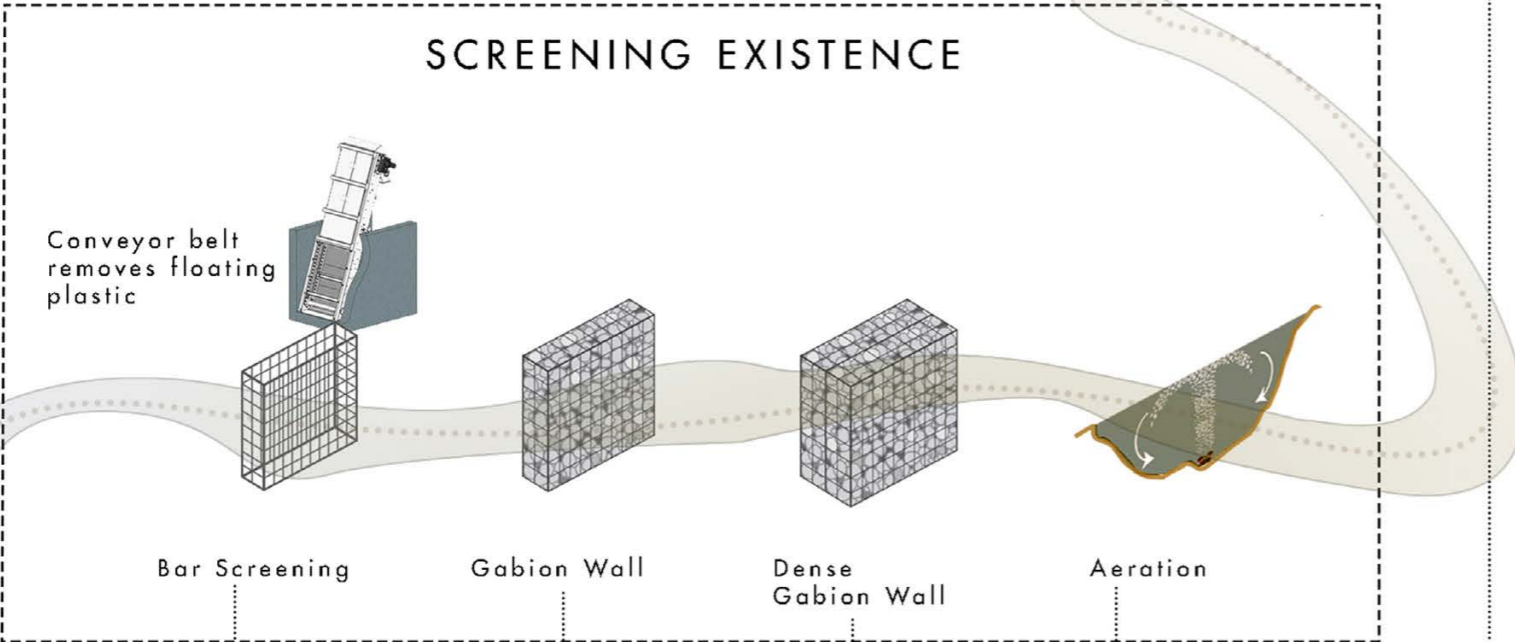 SCREENING EXISTENCE
Conveyor belt
removes floating
plastic
Bar Screening
Gabion Wall
Dense
Gabion Wall
Aeration